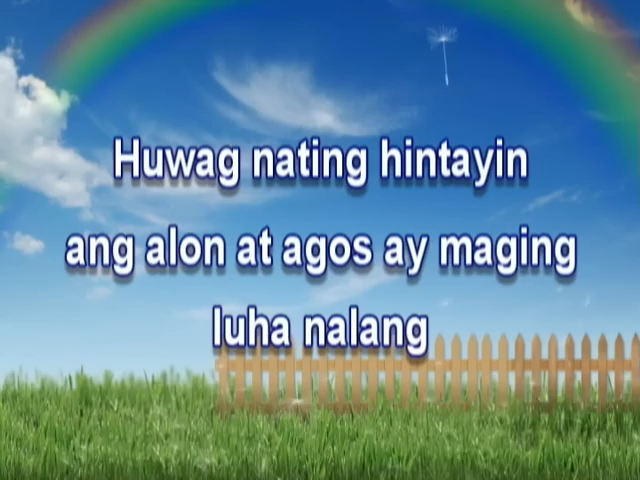 Huwag nating hintayin
ang alon at agos ay maging
luha nalang